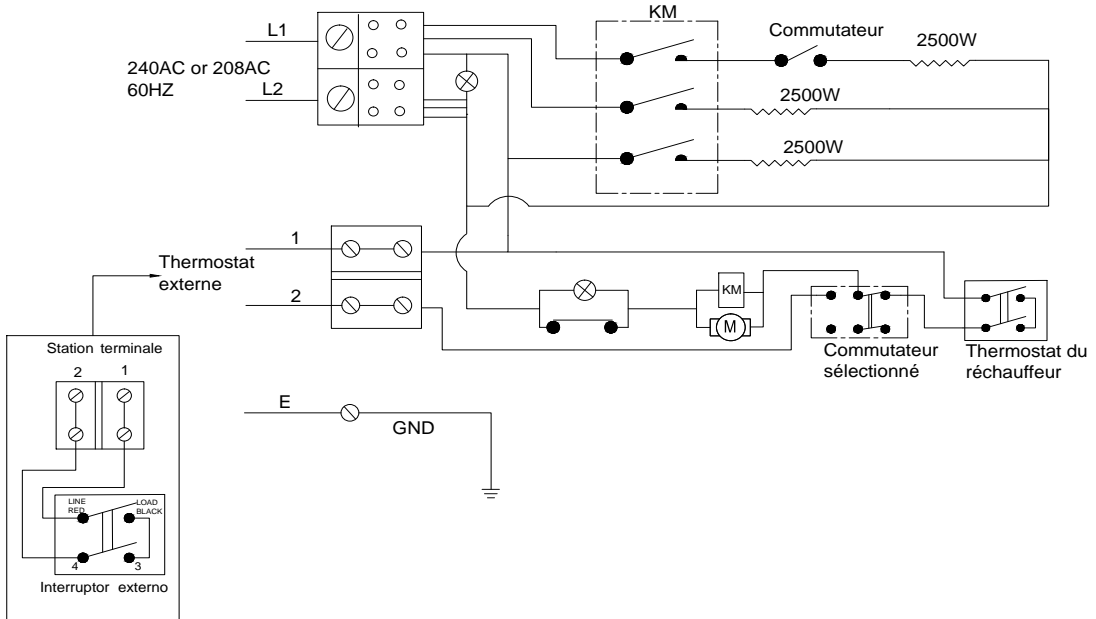 KM
L1
Commutateur
2500W
240AC or 208AC
60HZ
L2
2500W
2500W
1
Thermostat
externe
2
KM
M
Commutateur
sélectionné
Thermostat du
réchauffeur
Station terminale
2 1
E
GND
LINE
RED
LOAD
BLACK
4 3
Interruptor externo